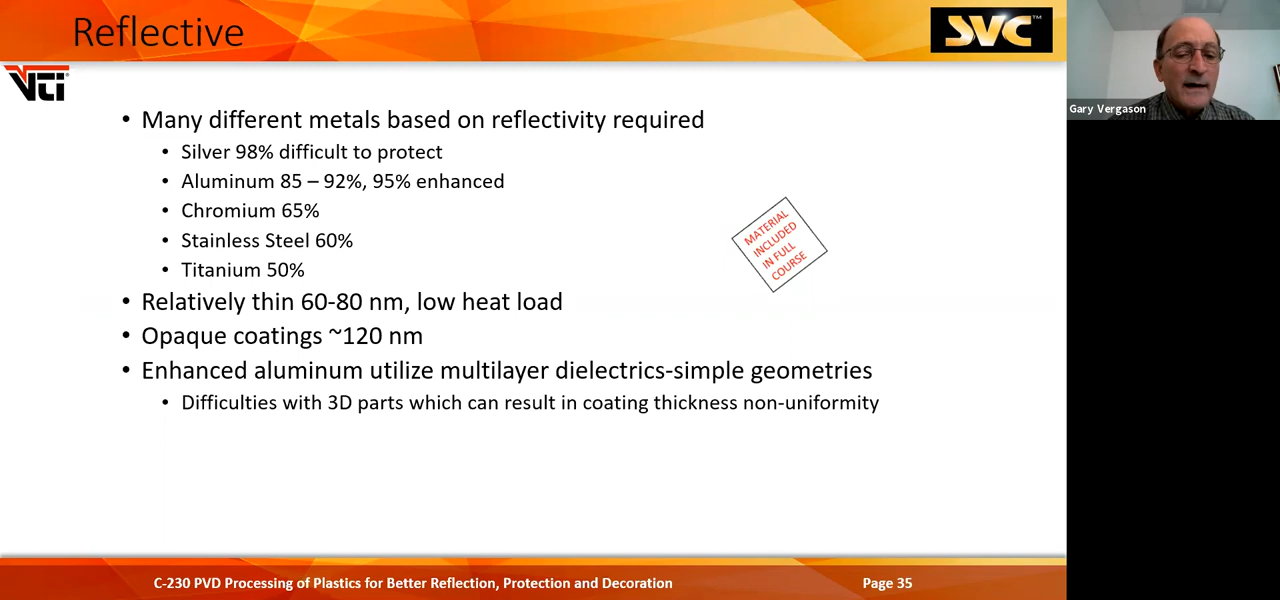 Reflective
SVC™
VTi
Gary Vergason
• Many different metals based on reflectivity required
• Silver 98% difficult to protect
• Aluminum 85 – 92%, 95% enhanced
• Chromium 65%
• Stainless Steel 60%
• Titanium 50%
MATERIAL
INCLUDED
IN FULL
COURSE
• Relatively thin 60-80 nm, low heat load
• Opaque coatings ~120 nm
• Enhanced aluminum utilize multilayer dielectrics-simple geometries
• Difficulties with 3D parts which can result in coating thickness non-uniformity
C-230 PVD Processing of Plastics for Better Reflection, Protection and Decoration
Page 35